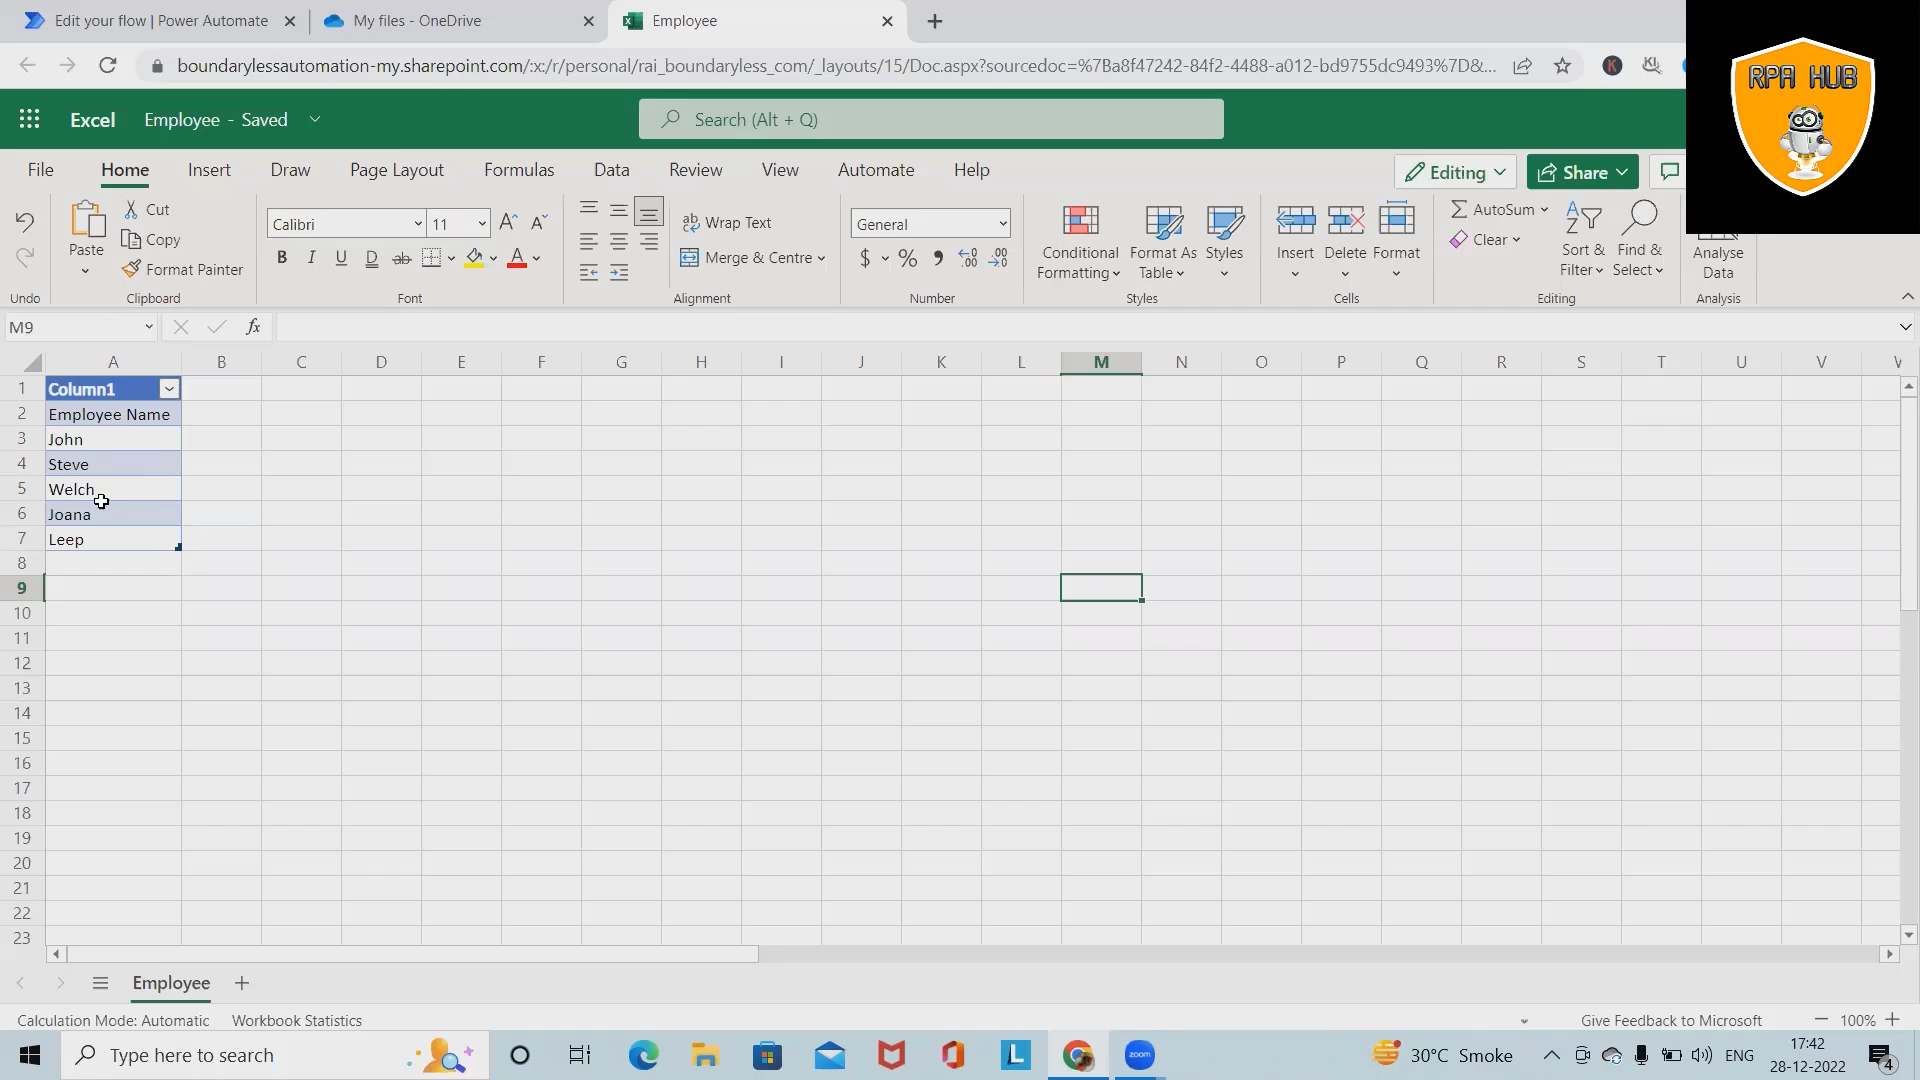 Edit your flow | Power Automate
My files - OneDrive
Employee
boundarylessautomation-my.sharepoint.com/:x:/r/personal/rai_boundaryless_com/_layouts/15/Doc.aspx?sourcedoc=%7Ba8f47242-84f2-4488-a012-bd9755dc9493%7D&...
RPA HUB
Excel Employee - Saved
Search (Alt + Q)
File Home Insert Draw Page Layout Formulas Data Review View Automate Help
Editing Share
Cut
Copy
Format Painter
Paste
Calibri 11
B I U D ab
Wrap Text
Merge & Centre
General
$ % 9 .00 .00
Conditional Formatting
Format As Table
Styles
Insert Delete Format
AutoSum
Clear
Sort & Filter
Find & Select
Analyse Data
Undo Clipboard Font Alignment Number Styles Cells Editing Analysis
M9 fx
A B C D E F G H I J K L M N O P Q R S T U V
1 Column1
2 Employee Name
3 John
4 Steve
5 Welch
6 Joana
7 Leep
8
9
10
11
12
13
14
15
16
17
18
19
20
21
22
23
Employee
Calculation Mode: Automatic Workbook Statistics
Give Feedback to Microsoft 100%
Type here to search
L
zoom
30°C Smoke
ENG
17:42
28-12-2022
4